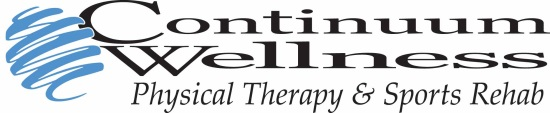 Continuum
Wellness
Physical Therapy & Sports Rehab